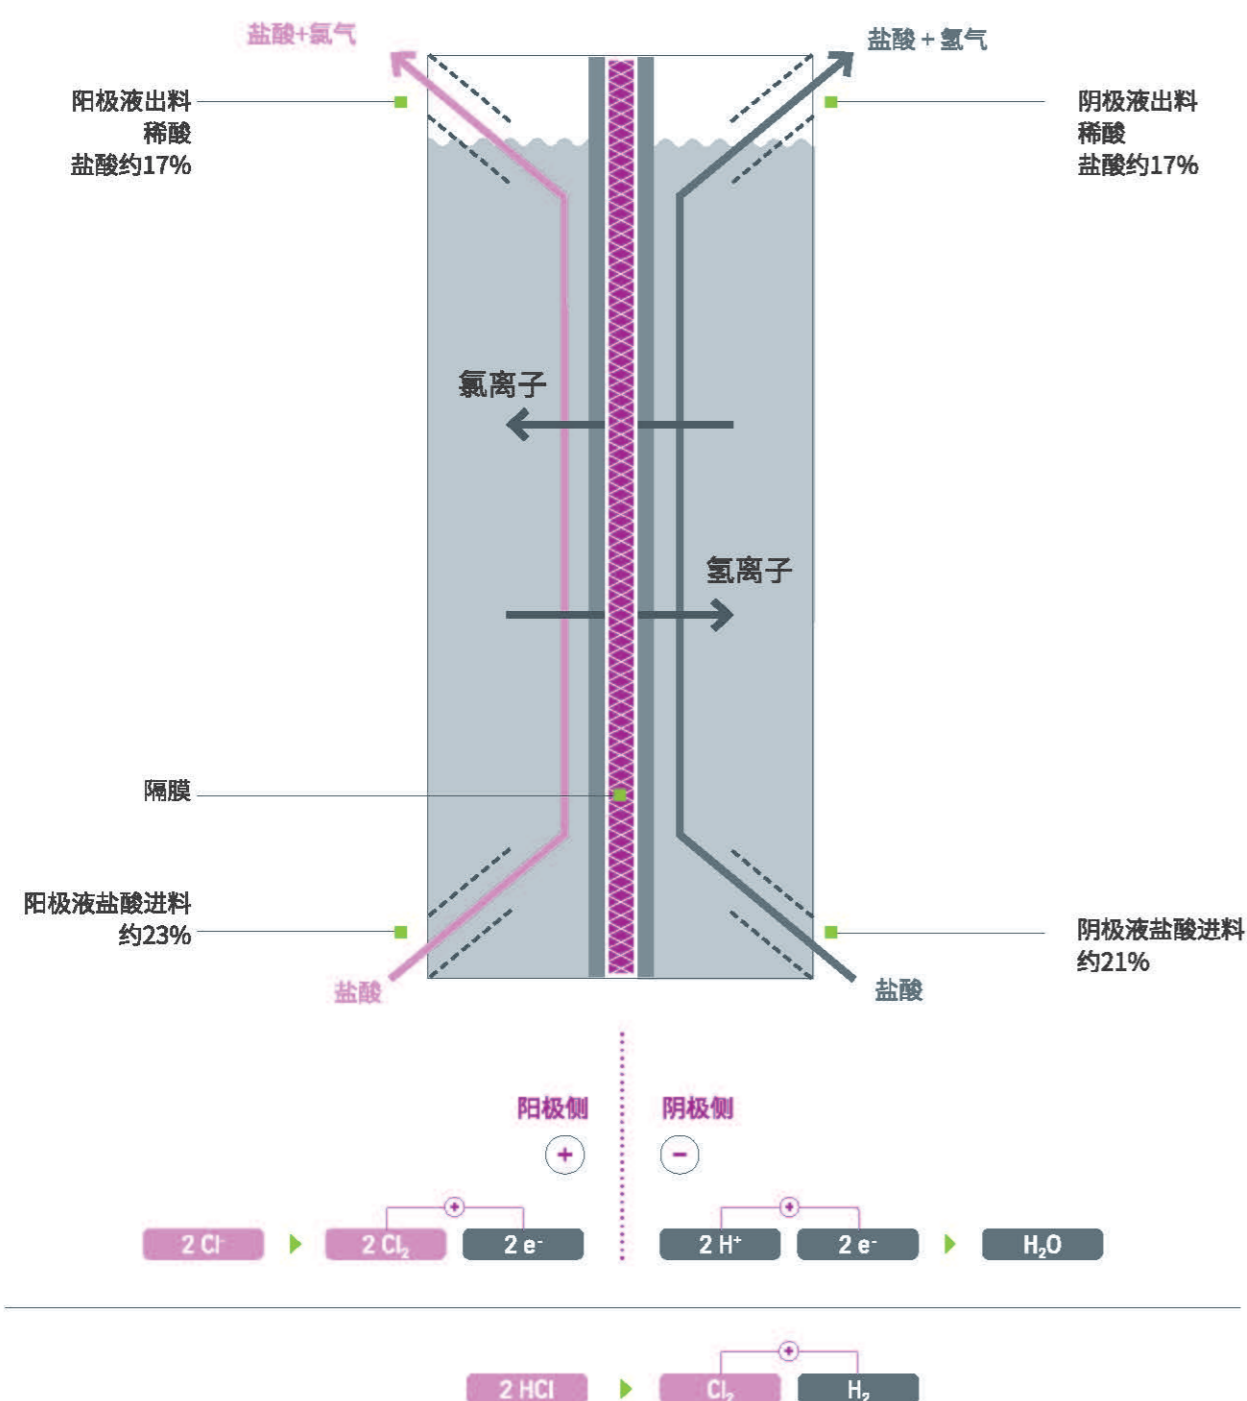 盐酸+氯气
盐酸 + 氢气
阳极液出料
稀酸
盐酸约17%
阴极液出料
稀酸
盐酸约17%
氯离子
氢离子
隔膜
阳极液盐酸进料
约23%
阴极液盐酸进料
约21%
盐酸
盐酸
阳极侧
阴极侧
+
−
+
+
2 Cl⁻
2 Cl₂
2 e⁻
2 H⁺
2 e⁻
H₂O
+
2 HCl
Cl₂
H₂